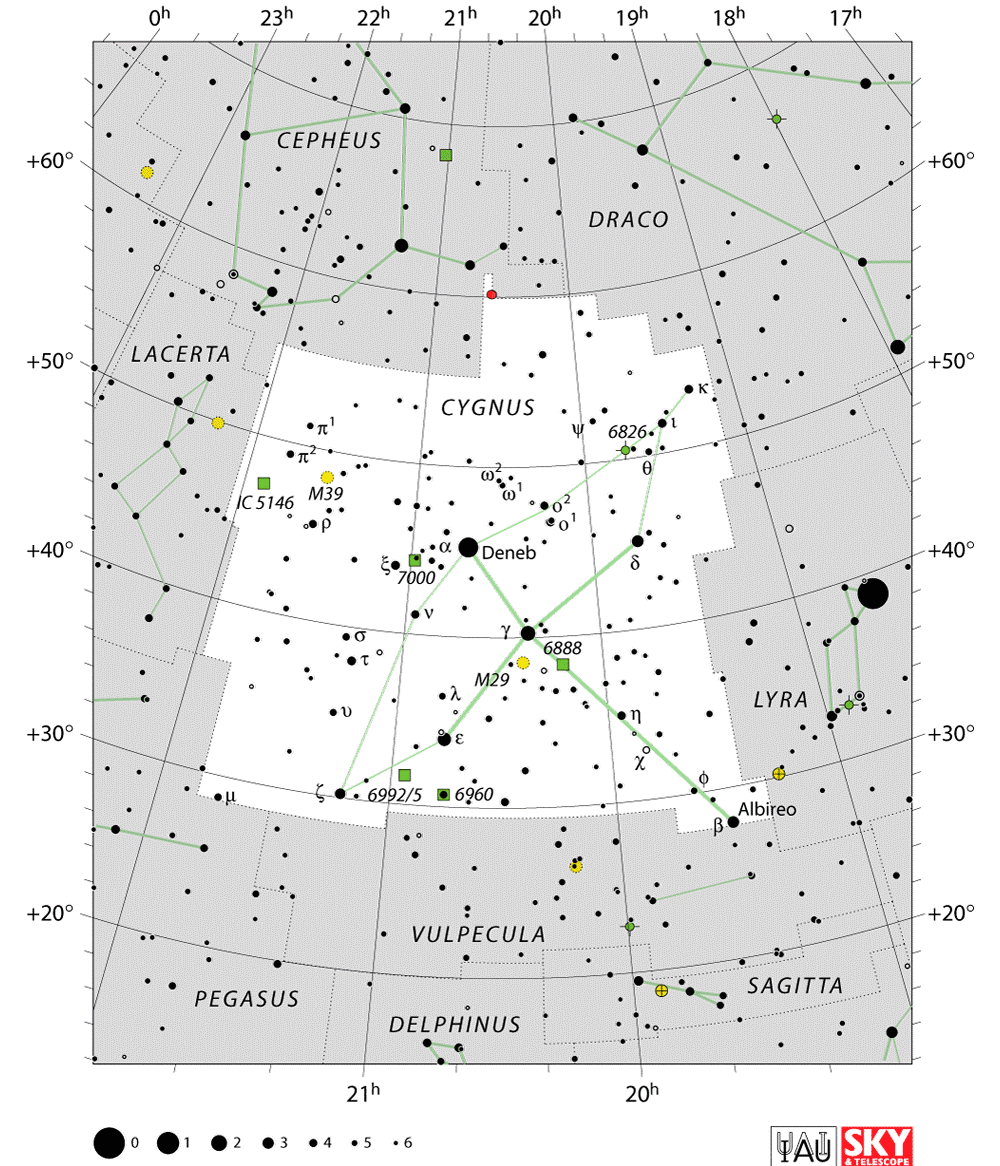 0h 23h 22h 21h 20h 19h 18h 17h
CEPHEUS
+60° +60°
DRACO
LACERTA
+50° +50°
κ
CYGNUS
π1 ψ 6826 ι
π2 θ
ω2
IC 5146 M39 ω1
ο2
ρ ο1
+40° α Deneb +40°
ξ 7000 δ
ν
σ γ
6888
τ
M29
λ LYRA
υ η
+30° ε +30°
χ
ζ 6992/5 6960 φ
μ Albireo
β
+20° VULPECULA +20°
PEGASUS SAGITTA
DELPHINUS
21h 20h
0 1 2 3 4 5 6
IAU SKY
& TELESCOPE